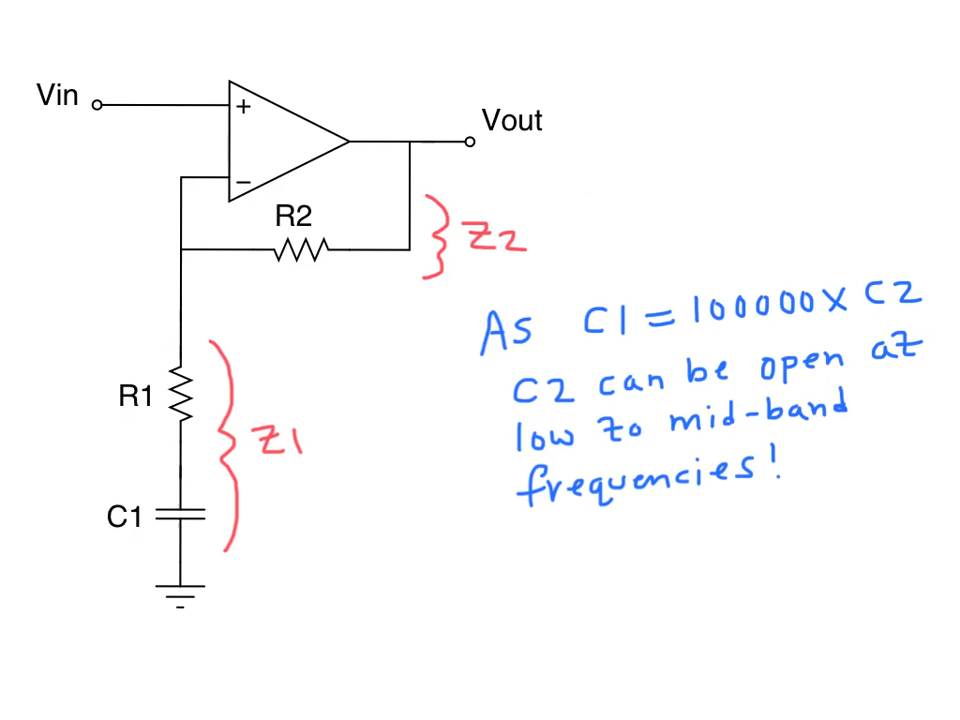 Vin
+
Vout
−
R2
Z2
As C1 = 100000 x C2
C2 can be open at
low to mid-band
frequencies!
R1
Z1
C1